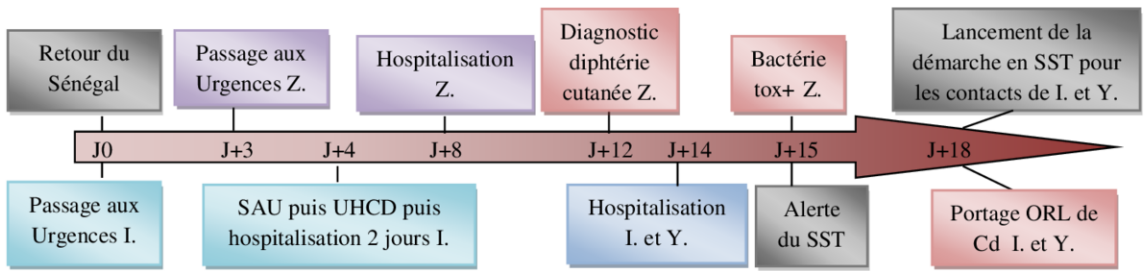 Retour du
Sénégal
Passage aux
Urgences Z.
Hospitalisation
Z.
Diagnostic
diphtérie
cutanée Z.
Bactérie
tox+ Z.
Lancement de la
démarche en SST pour
les contacts de I. et Y.
J0
J+3
J+4
J+8
J+12
J+14
J+15
J+18
Passage aux
Urgences I.
SAU puis UHCD puis
hospitalisation 2 jours I.
Hospitalisation
I. et Y.
Alerte
du SST
Portage ORL de
Cd I. et Y.